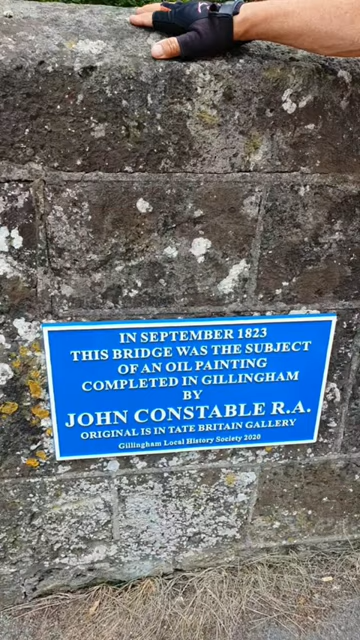 IN SEPTEMBER 1823
THIS BRIDGE WAS THE SUBJECT
OF AN OIL PAINTING
COMPLETED IN GILLINGHAM
BY
JOHN CONSTABLE R.A.
ORIGINAL IS IN TATE BRITAIN GALLERY
Gillingham Local History Society 2020